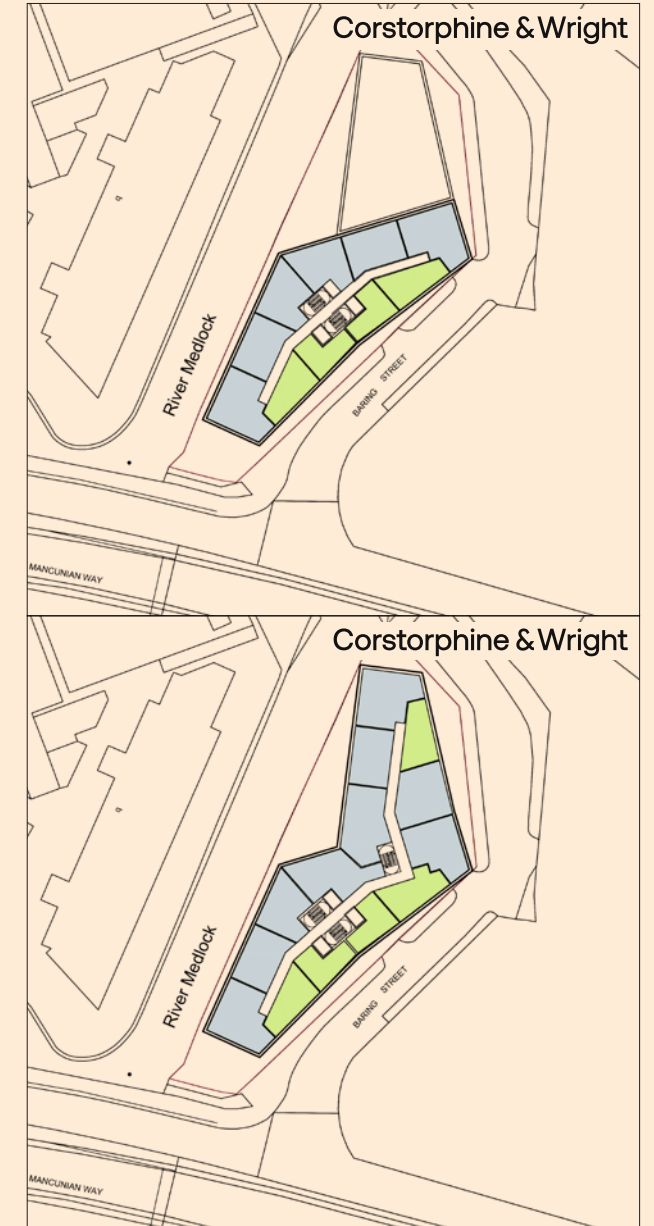 Corstorphine & Wright
River Medlock
BARING STREET
MANCUNIAN WAY
Corstorphine & Wright
River Medlock
BARING STREET
MANCUNIAN WAY